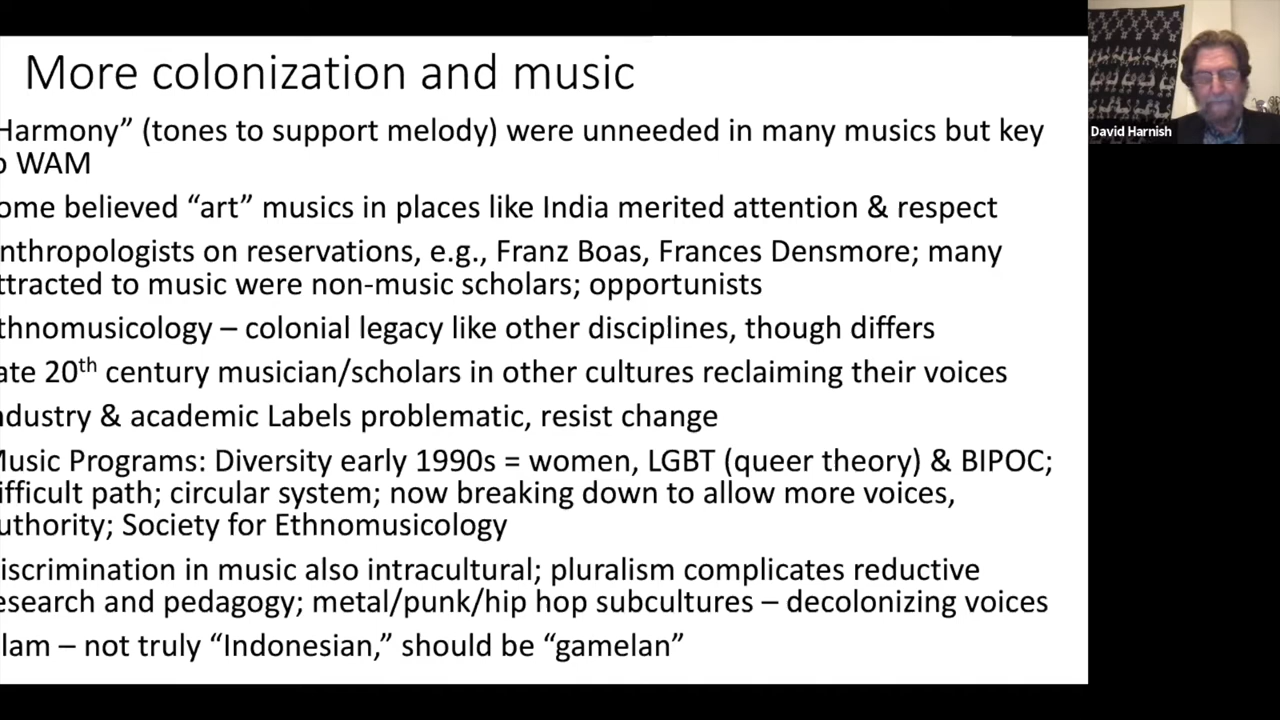 More colonization and music
Harmony” (tones to support melody) were unneeded in many musics but key
o WAM
ome believed “art” musics in places like India merited attention & respect
nthropologists on reservations, e.g., Franz Boas, Frances Densmore; many
ttracted to music were non-music scholars; opportunists
thnomusicology – colonial legacy like other disciplines, though differs
ate 20th century musician/scholars in other cultures reclaiming their voices
ndustry & academic Labels problematic, resist change
Music Programs: Diversity early 1990s = women, LGBT (queer theory) & BIPOC;
ifficult path; circular system; now breaking down to allow more voices,
uthority; Society for Ethnomusicology
iscrimination in music also intracultural; pluralism complicates reductive
esearch and pedagogy; metal/punk/hip hop subcultures – decolonizing voices
lam – not truly “Indonesian,” should be “gamelan”
David Harnish